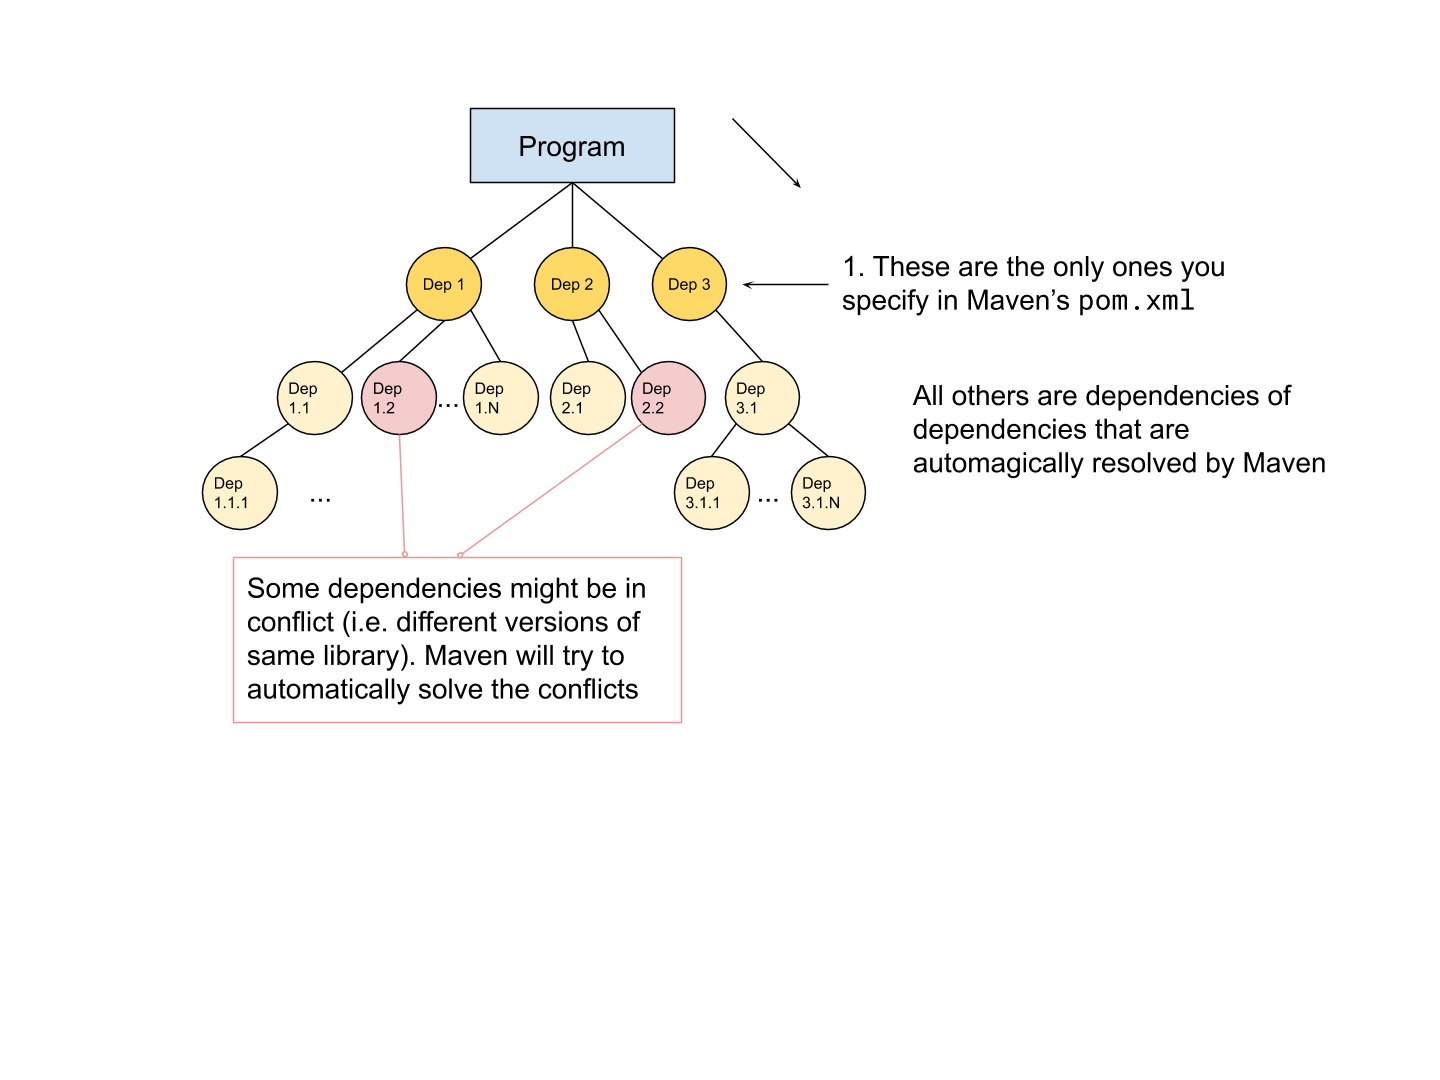 Program
1. These are the only ones you
specify in Maven’s pom.xml
Dep 1
Dep 2
Dep 3
Dep
1.1
Dep
1.2
...
Dep
1.N
Dep
2.1
Dep
2.2
Dep
3.1
All others are dependencies of
dependencies that are
automagically resolved by Maven
Dep
1.1.1
...
Dep
3.1.1
...
Dep
3.1.N
Some dependencies might be in
conflict (i.e. different versions of
same library). Maven will try to
automatically solve the conflicts